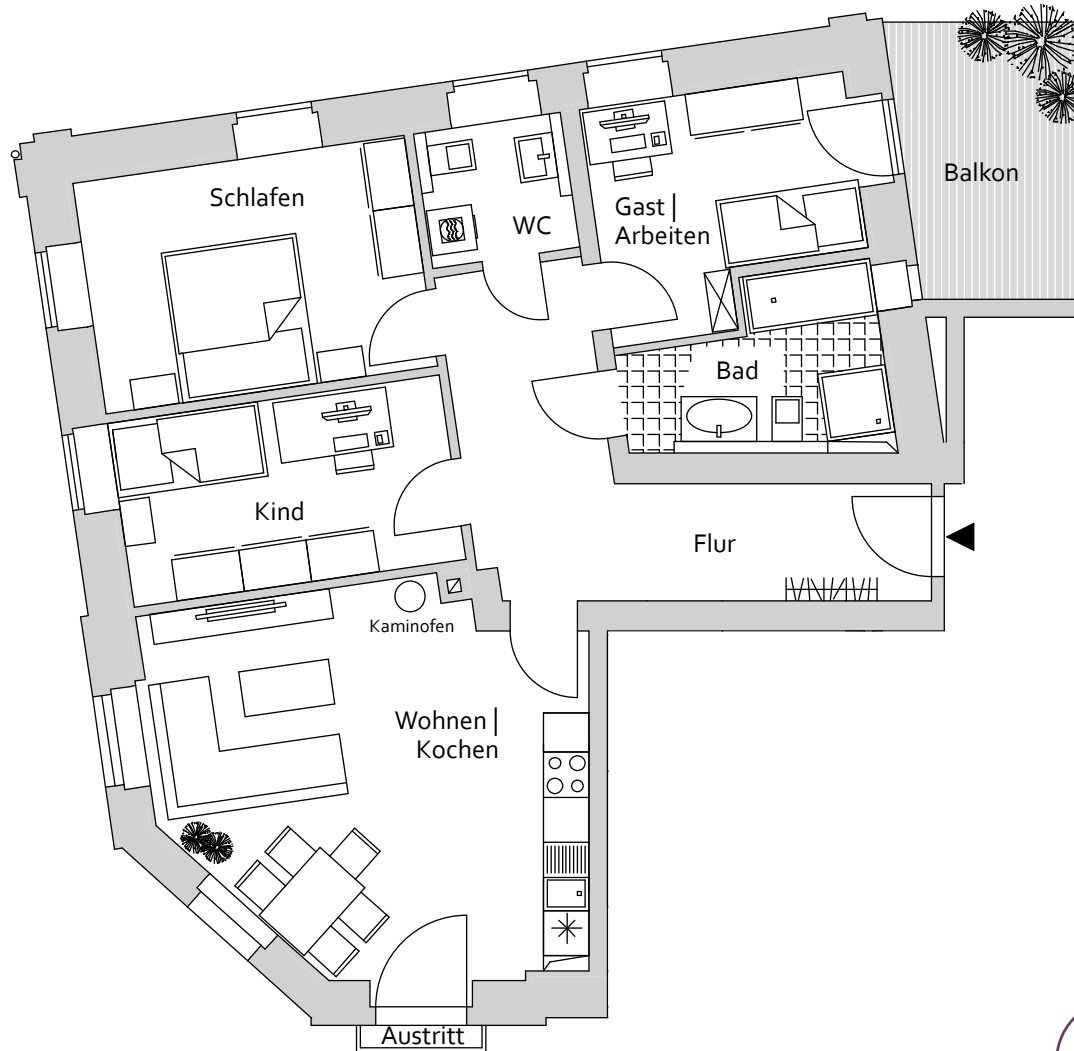 Balkon
Schlafen
WC
Gast |
Arbeiten
Bad
Kind
Flur
Kaminofen
Wohnen |
Kochen
Austritt